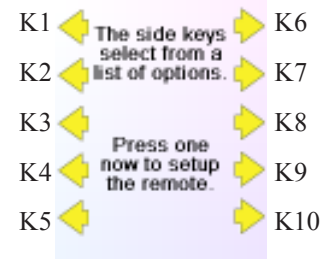 K1
K6
The side keys
select from a
K2
list of options.
K7
K3
K8
Press one
K4
now to setup
K9
the remote.
K5
K10